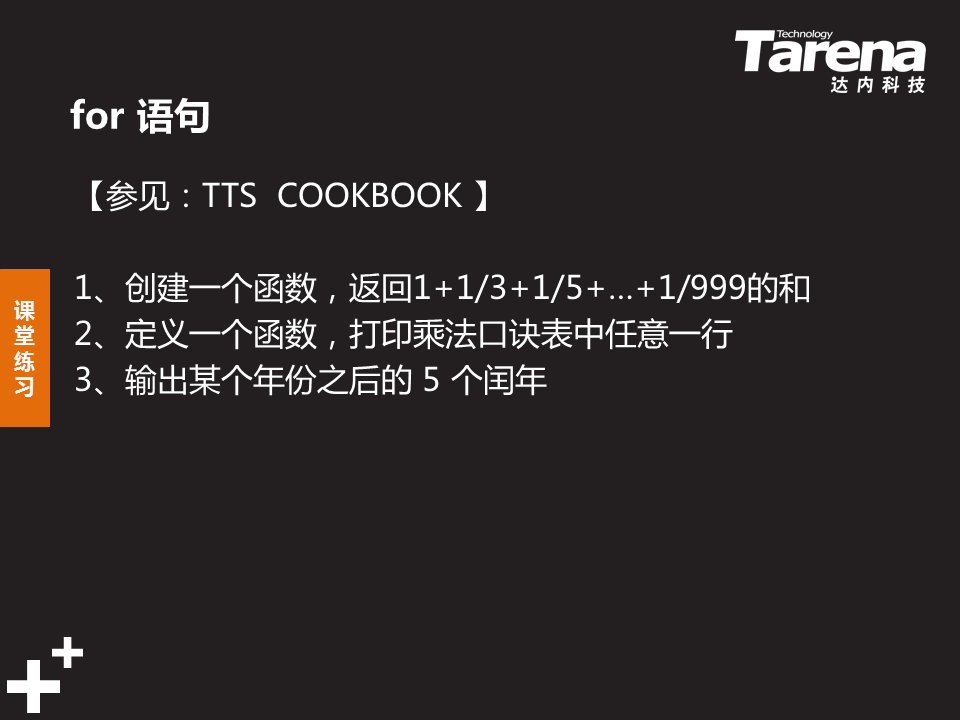 Technology
Tarena
达内科技
for 语句
【参见：TTS COOKBOOK 】
1、创建一个函数，返回1+1/3+1/5+…+1/999的和
2、定义一个函数，打印乘法口诀表中任意一行
3、输出某个年份之后的 5 个闰年
课
堂
练
习